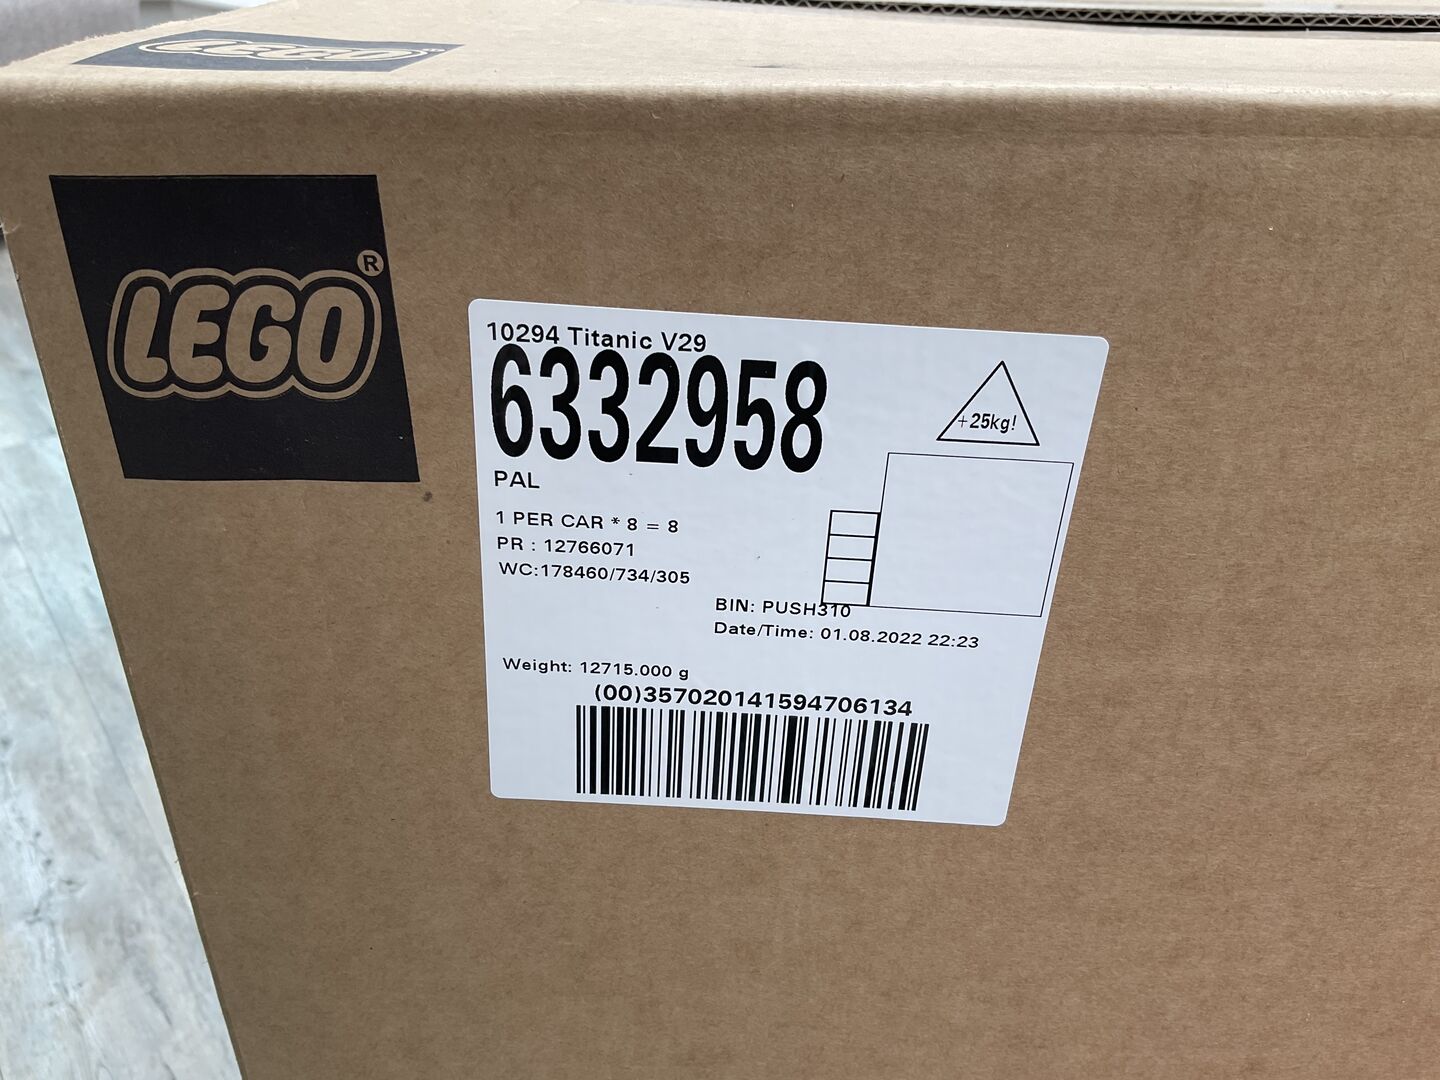 LEGO®
LEGO®
10294 Titanic V29
6332958
PAL
+25kg!
1 PER CAR * 8 = 8
PR : 12766071
WC:178460/734/305
BIN: PUSH310
Date/Time: 01.08.2022 22:23
Weight: 12715.000 g
(00)357020141594706134